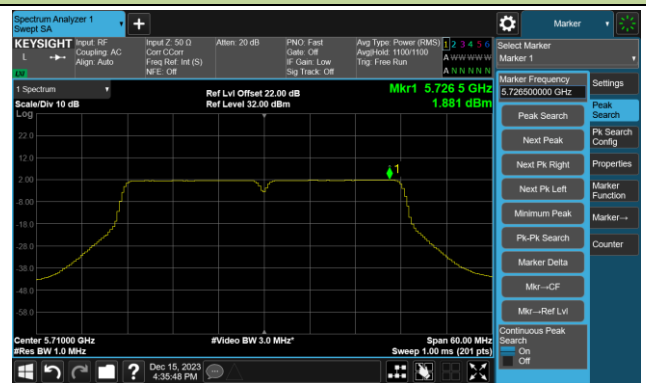 Spectrum Analyzer 1
Swept SA
+
Marker
KEYSIGHT
L
LVI
Input: RF
Coupling: AC
Align: Auto
Input Z: 50 Ω
Corr CCorr
Freq Ref: Int (S)
NFE: Off
Atten: 20 dB
PNO: Fast
Gate: Off
IF Gain: Low
Sig Track: Off
Avg Type: Power (RMS)
Avg|Hold: 1100/1100
Trig: Free Run
1 2 3 4 5 6
A W W W W W
A N N N N N
Select Marker
Marker 1
1 Spectrum
Scale/Div 10 dB
Log
Ref Lvl Offset 22.00 dB
Ref Level 32.00 dBm
Mkr1 5.726 5 GHz
1.881 dBm
22.0
12.0
2.00
-8.00
-18.0
-28.0
-38.0
-48.0
-58.0
1
Center 5.71000 GHz
#Res BW 1.0 MHz
#Video BW 3.0 MHz*
Span 60.00 MHz
Sweep 1.00 ms (201 pts)
Marker Frequency
5.726500000 GHz
Peak Search
Next Peak
Next Pk Right
Next Pk Left
Minimum Peak
Pk-Pk Search
Marker Delta
Mkr→CF
Mkr→Ref Lvl
Continuous Peak
Search
On
Off
Settings
Peak
Search
Pk Search
Config
Properties
Marker
Function
Marker→
Counter
?
Dec 15, 2023
4:35:48 PM